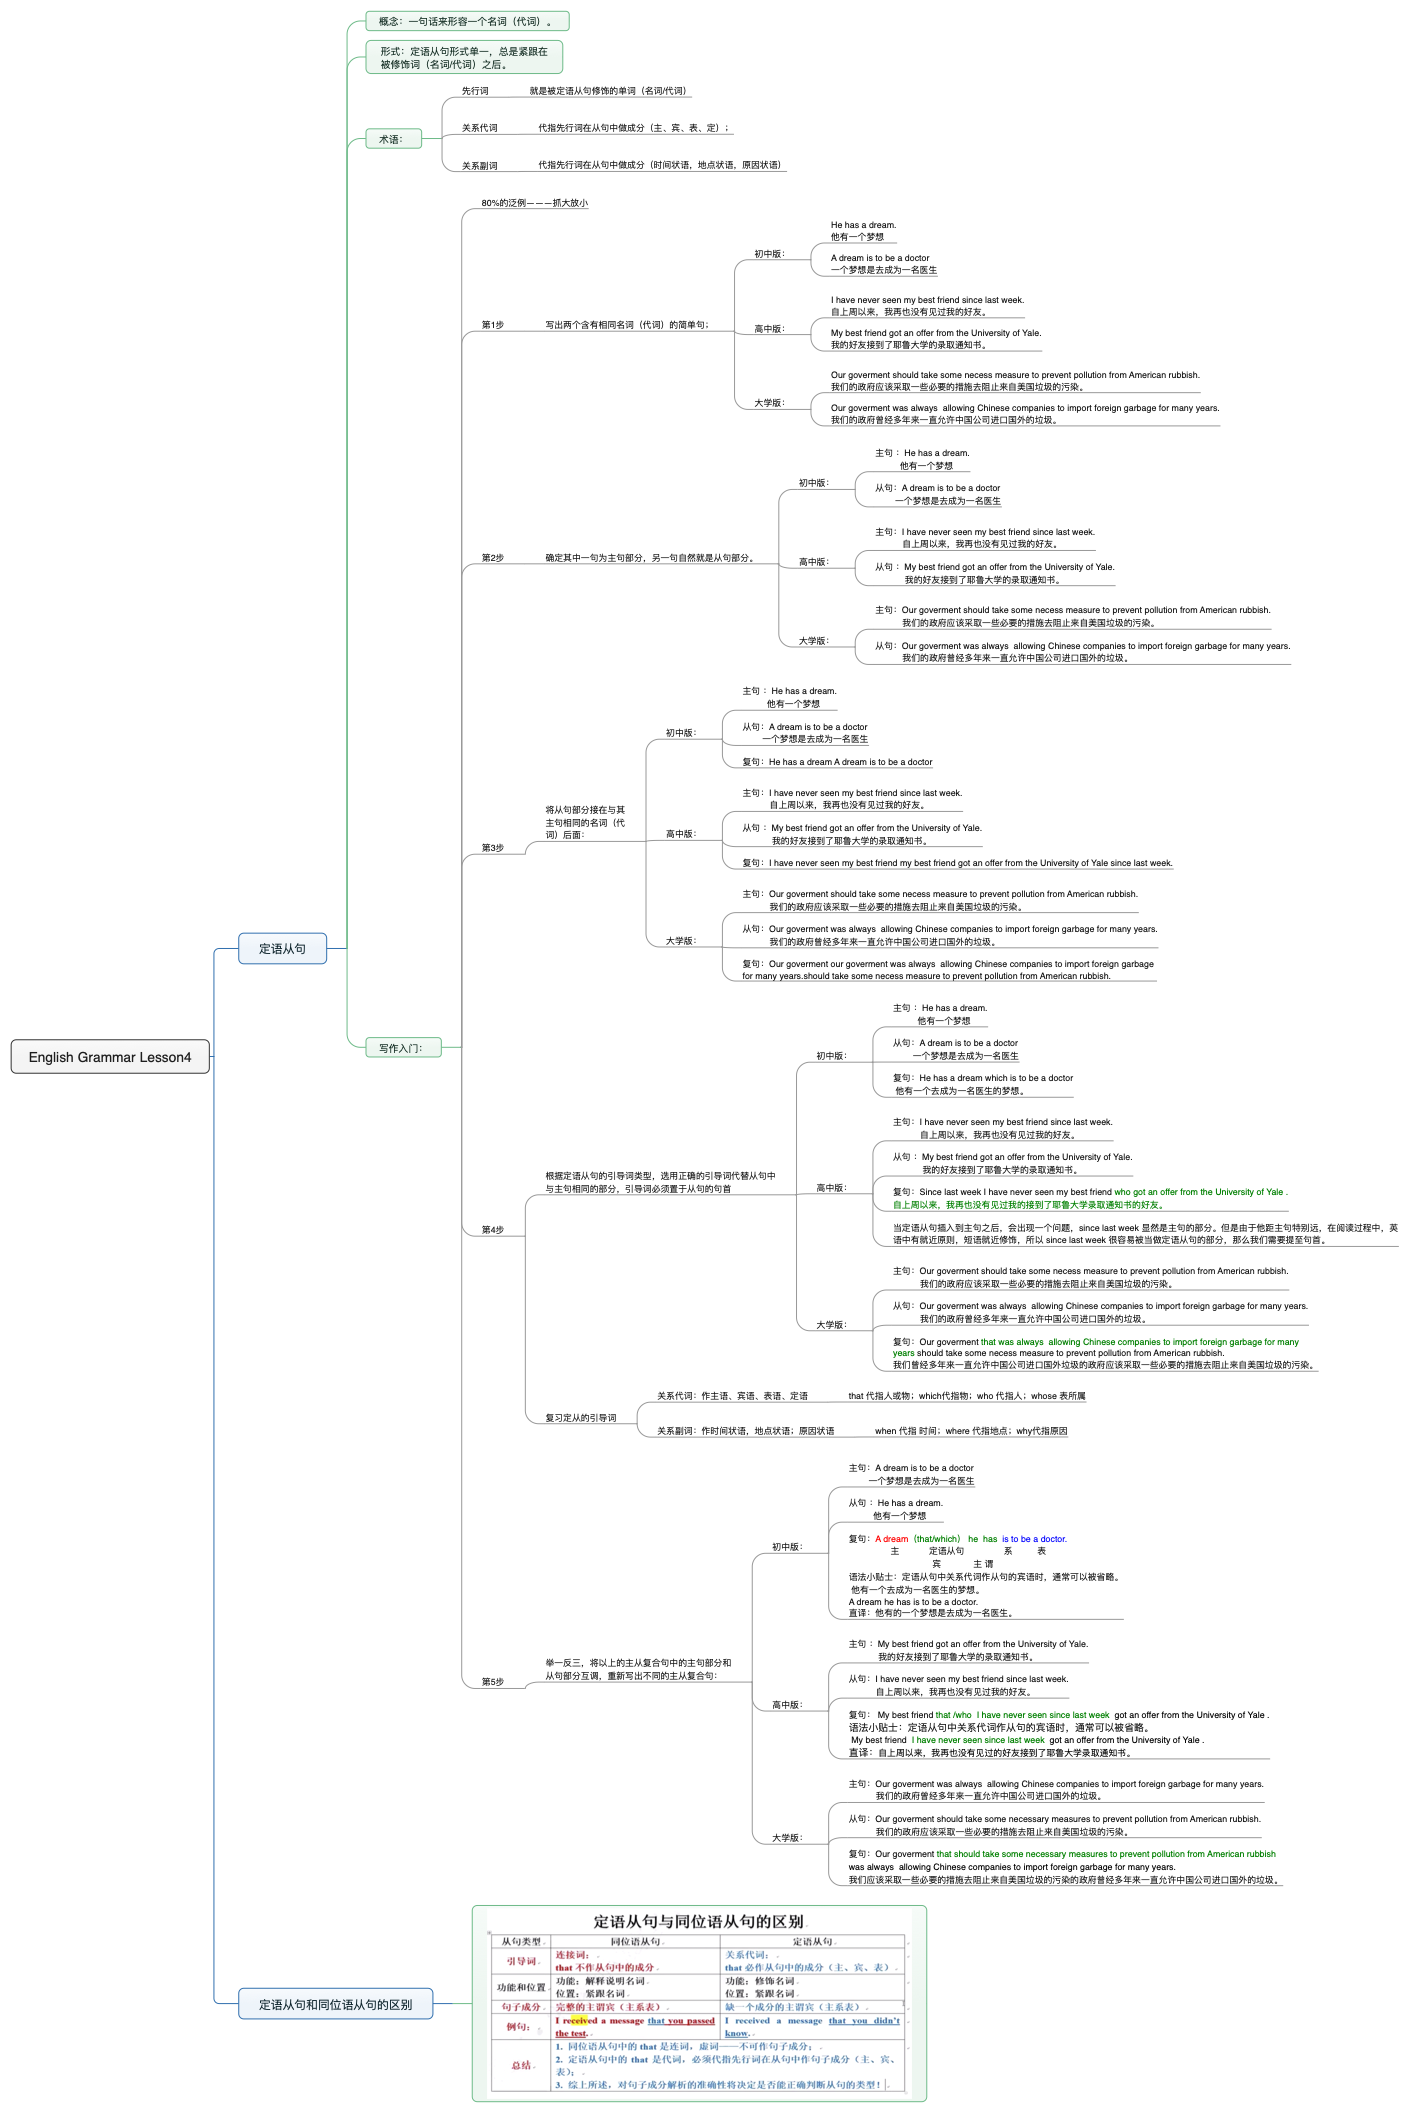 English Grammar Lesson4
定语从句
概念：一句话来形容一个名词（代词）。
形式：定语从句形式单一，总是紧跟在
被修饰词（名词/代词）之后。
术语：
先行词
就是被定语从句修饰的单词（名词/代词）
关系代词
代指先行词在从句中做成分（主、宾、表、定）；
关系副词
代指先行词在从句中做成分（时间状语，地点状语，原因状语）
写作入门：
80%的泛例———抓大放小
第1步
写出两个含有相同名词（代词）的简单句；
初中版：
He has a dream.
他有一个梦想
A dream is to be a doctor
一个梦想是去成为一名医生
高中版：
I have never seen my best friend since last week.
自上周以来，我再也没有见过我的好友。
My best friend got an offer from the University of Yale.
我的好友接到了耶鲁大学的录取通知书。
大学版：
Our goverment should take some necess measure to prevent pollution from American rubbish.
我们的政府应该采取一些必要的措施去阻止来自美国垃圾的污染。
Our goverment was always allowing Chinese companies to import foreign garbage for many years.
我们的政府曾经多年来一直允许中国公司进口国外的垃圾。
第2步
确定其中一句为主句部分，另一句自然就是从句部分。
初中版：
主句 ：He has a dream.
他有一个梦想
从句：A dream is to be a doctor
一个梦想是去成为一名医生
高中版：
主句：I have never seen my best friend since last week.
自上周以来，我再也没有见过我的好友。
从句 ：My best friend got an offer from the University of Yale.
我的好友接到了耶鲁大学的录取通知书。
大学版：
主句：Our goverment should take some necess measure to prevent pollution from American rubbish.
我们的政府应该采取一些必要的措施去阻止来自美国垃圾的污染。
从句：Our goverment was always allowing Chinese companies to import foreign garbage for many years.
我们的政府曾经多年来一直允许中国公司进口国外的垃圾。
第3步
将从句部分接在与其
主句相同的名词（代
词）后面：
初中版：
主句 ：He has a dream.
他有一个梦想
从句：A dream is to be a doctor
一个梦想是去成为一名医生
复句：He has a dream A dream is to be a doctor
高中版：
主句：I have never seen my best friend since last week.
自上周以来，我再也没有见过我的好友。
从句 ：My best friend got an offer from the University of Yale.
我的好友接到了耶鲁大学的录取通知书。
复句：I have never seen my best friend my best friend got an offer from the University of Yale since last week.
大学版：
主句：Our goverment should take some necess measure to prevent pollution from American rubbish.
我们的政府应该采取一些必要的措施去阻止来自美国垃圾的污染。
从句：Our goverment was always allowing Chinese companies to import foreign garbage for many years.
我们的政府曾经多年来一直允许中国公司进口国外的垃圾。
复句：Our goverment our goverment was always allowing Chinese companies to import foreign garbage
for many years.should take some necess measure to prevent pollution from American rubbish.
第4步
根据定语从句的引导词类型，选用正确的引导词代替从句中
与主句相同的部分，引导词必须置于从句的句首
初中版：
主句 ：He has a dream.
他有一个梦想
从句：A dream is to be a doctor
一个梦想是去成为一名医生
复句：He has a dream which is to be a doctor
他有一个去成为一名医生的梦想。
高中版：
主句：I have never seen my best friend since last week.
自上周以来，我再也没有见过我的好友。
从句 ：My best friend got an offer from the University of Yale.
我的好友接到了耶鲁大学的录取通知书。
复句：Since last week I have never seen my best friend who got an offer from the University of Yale .
自上周以来，我再也没有见过我的接到了耶鲁大学录取通知书的好友。
当定语从句插入到主句之后，会出现一个问题，since last week 显然是主句的部分。但是由于他距主句特别远，在阅读过程中，英
语中有就近原则，短语就近修饰，所以 since last week 很容易被当做定语从句的部分，那么我们需要提至句首。
大学版：
主句：Our goverment should take some necess measure to prevent pollution from American rubbish.
我们的政府应该采取一些必要的措施去阻止来自美国垃圾的污染。
从句：Our goverment was always allowing Chinese companies to import foreign garbage for many years.
我们的政府曾经多年来一直允许中国公司进口国外的垃圾。
复句：Our goverment that was always allowing Chinese companies to import foreign garbage for many
years should take some necess measure to prevent pollution from American rubbish.
我们曾经多年来一直允许中国公司进口国外垃圾的政府应该采取一些必要的措施去阻止来自美国垃圾的污染。
复习定从的引导词
关系代词：作主语、宾语、表语、定语
that 代指人或物；which代指物；who 代指人；whose 表所属
关系副词：作时间状语，地点状语；原因状语
when 代指 时间；where 代指地点；why代指原因
第5步
举一反三，将以上的主从复合句中的主句部分和
从句部分互调，重新写出不同的主从复合句：
初中版：
主句：A dream is to be a doctor
一个梦想是去成为一名医生
从句 ：He has a dream.
他有一个梦想
复句：A dream（that/which） he has is to be a doctor.
主 定语从句 系 表
宾 主 谓
语法小贴士：定语从句中关系代词作从句的宾语时，通常可以被省略。
他有一个去成为一名医生的梦想。
A dream he has is to be a doctor.
直译：他有的一个梦想是去成为一名医生。
高中版：
主句 ：My best friend got an offer from the University of Yale.
我的好友接到了耶鲁大学的录取通知书。
从句：I have never seen my best friend since last week.
自上周以来，我再也没有见过我的好友。
复句： My best friend that /who I have never seen since last week got an offer from the University of Yale .
语法小贴士：定语从句中关系代词作从句的宾语时，通常可以被省略。
My best friend I have never seen since last week got an offer from the University of Yale .
直译：自上周以来，我再也没有见过的好友接到了耶鲁大学录取通知书。
大学版：
主句：Our goverment was always allowing Chinese companies to import foreign garbage for many years.
我们的政府曾经多年来一直允许中国公司进口国外的垃圾。
从句：Our goverment should take some necessary measures to prevent pollution from American rubbish.
我们的政府应该采取一些必要的措施去阻止来自美国垃圾的污染。
复句：Our goverment that should take some necessary measures to prevent pollution from American rubbish
was always allowing Chinese companies to import foreign garbage for many years.
我们应该采取一些必要的措施去阻止来自美国垃圾的污染的政府曾经多年来一直允许中国公司进口国外的垃圾。
定语从句和同位语从句的区别
定语从句与同位语从句的区别
从句类型 同位语从句 定语从句
引导词
连接词：
that 不作从句中的成分
关系代词：
that 必作从句中的成分（主、宾、表）
功能和位置
功能：解释说明名词
位置：紧跟名词
功能：修饰名词
位置：紧跟名词
句子成分 完整的主谓宾（主系表） 缺一个成分的主谓宾（主系表）
例句：
I received a message that you passed
the test.
I received a message that you didn't
know.
总结
1. 同位语从句中的 that 是连词，虚词——不可作句子成分；
2. 定语从句中的 that 是代词，必须代指先行词在从句中作句子成分（主、宾、
表）；
3. 综上所述，对句子成分解析的准确性将决定是否能正确判断从句的类型！